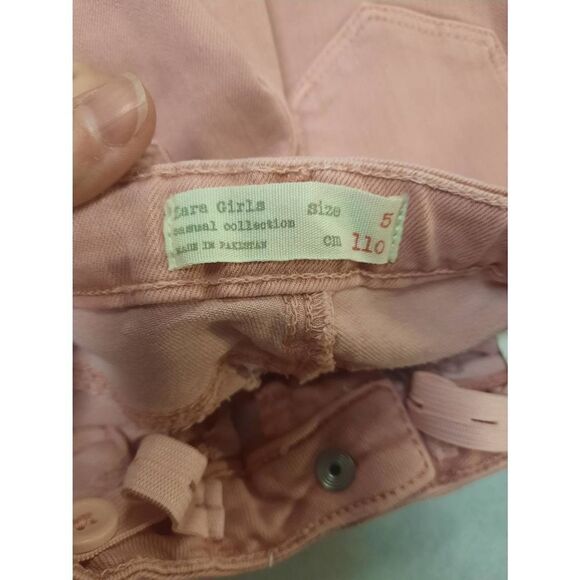 Zara Girls size 5
casual collection
MADE IN PAKISTAN cm 110